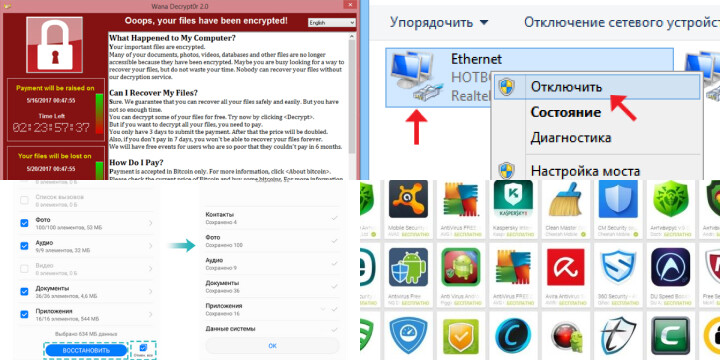 Wana Decrypt0r 2.0
Ooops, your files have been encrypted!
English
What Happened to My Computer?
Your important files are encrypted.
Many of your documents, photos, videos, databases and other files are no longer
accessible because they have been encrypted. Maybe you are busy looking for a way to
recover your files, but do not waste your time. Nobody can recover your files without
our decryption service.
Can I Recover My Files?
Sure. We guarantee that you can recover all your files safely and easily. But you have
not so enough time.
You can decrypt some of your files for free. Try now by clicking <Decrypt>.
But if you want to decrypt all your files, you need to pay.
You only have 3 days to submit the payment. After that the price will be doubled.
Also, if you don't pay in 7 days, you won't be able to recover your files forever.
We will have free events for users who are so poor that they couldn't pay in 6 months.
How Do I Pay?
Payment is accepted in Bitcoin only. For more information, click <About bitcoin>.
Please check the current price of Bitcoin and buy some bitcoins. For more information
Payment will be raised on
5/16/2017 00:47:55
Time Left
02:23:57:37
Your files will be lost on
5/20/2017 00:47:55
Упорядочить
Отключение сетевого устройст
Ethernet
HOTBO
Realtel
Отключить
Состояние
Диагностика
Настройка моста
Список вызовов
0 элементов, 0 Б
Фото
100/100 элементов, 53 МБ
Аудио
9/9 элементов, 32 МБ
Видео
0 элементов, 0 Б
Документы
36/36 элементов, 4,6 МБ
Приложения
16/16 элементов, 544 МБ
Выбрано 634 МБ данных
ВОССТАНОВИТЬ
Контакты
Сохранено 4
Фото
Сохранено 100
Аудио
Сохранено 9
Документы
Сохранено 36
Приложения
Сохранено 16
Данные системы
ОК
KASPERSKY
Mobile Security
Антивирус
Clean Master
CM Security
Antivirus Free
Anti Virus Andr
Avira Antivirus
360 Security
DU Speed Boos
БЕСПЛАТНО